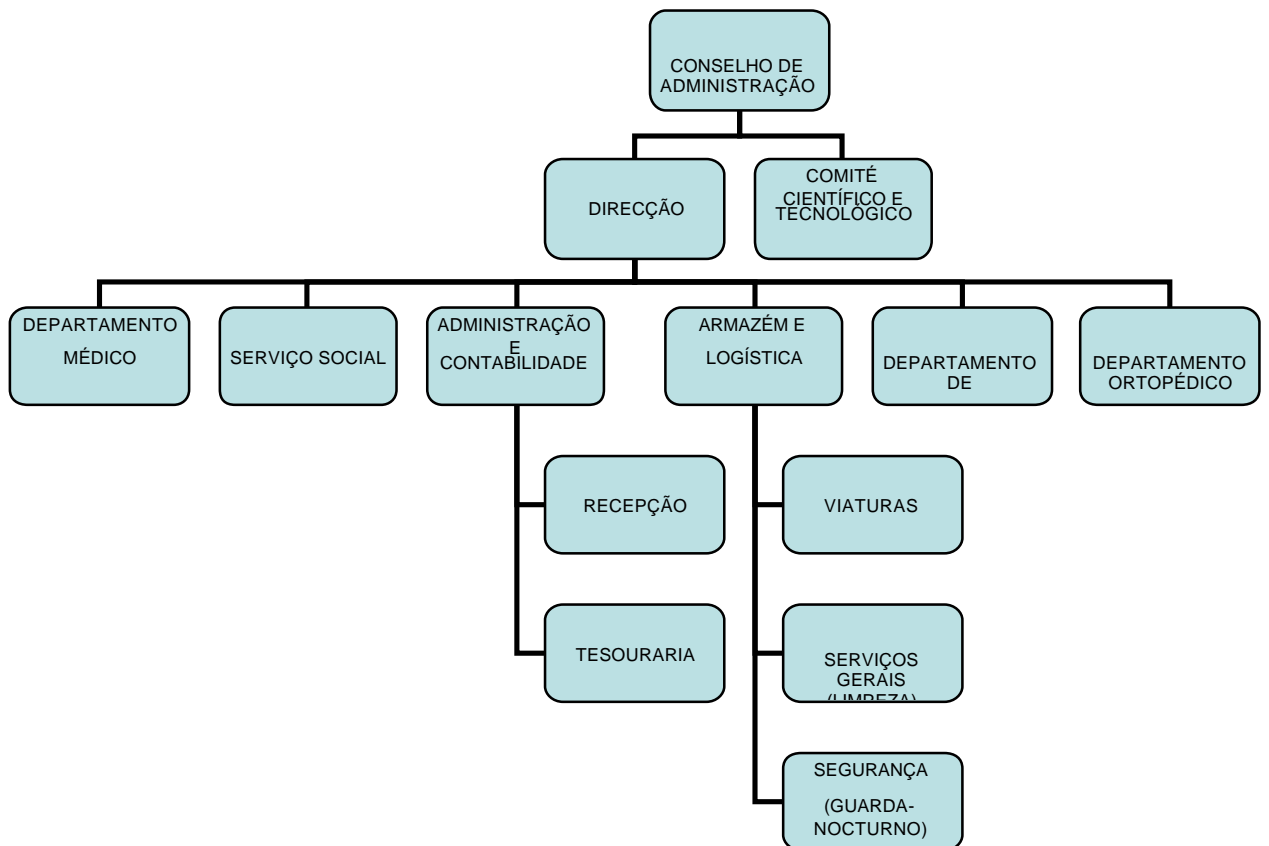 CONSELHO DE
ADMINISTRAÇÃO
DIRECÇÃO
COMITÉ
CIENTÍFICO E
TECNOLÓGICO
DEPARTAMENTO
MÉDICO
SERVIÇO SOCIAL
ADMINISTRAÇÃO
E
CONTABILIDADE
ARMAZÉM E
LOGÍSTICA
DEPARTAMENTO
DE
DEPARTAMENTO
ORTOPÉDICO
RECEPÇÃO
VIATURAS
TESOURARIA
SERVIÇOS
GERAIS
(LIMPEZA)
SEGURANÇA
(GUARDA-
NOCTURNO)